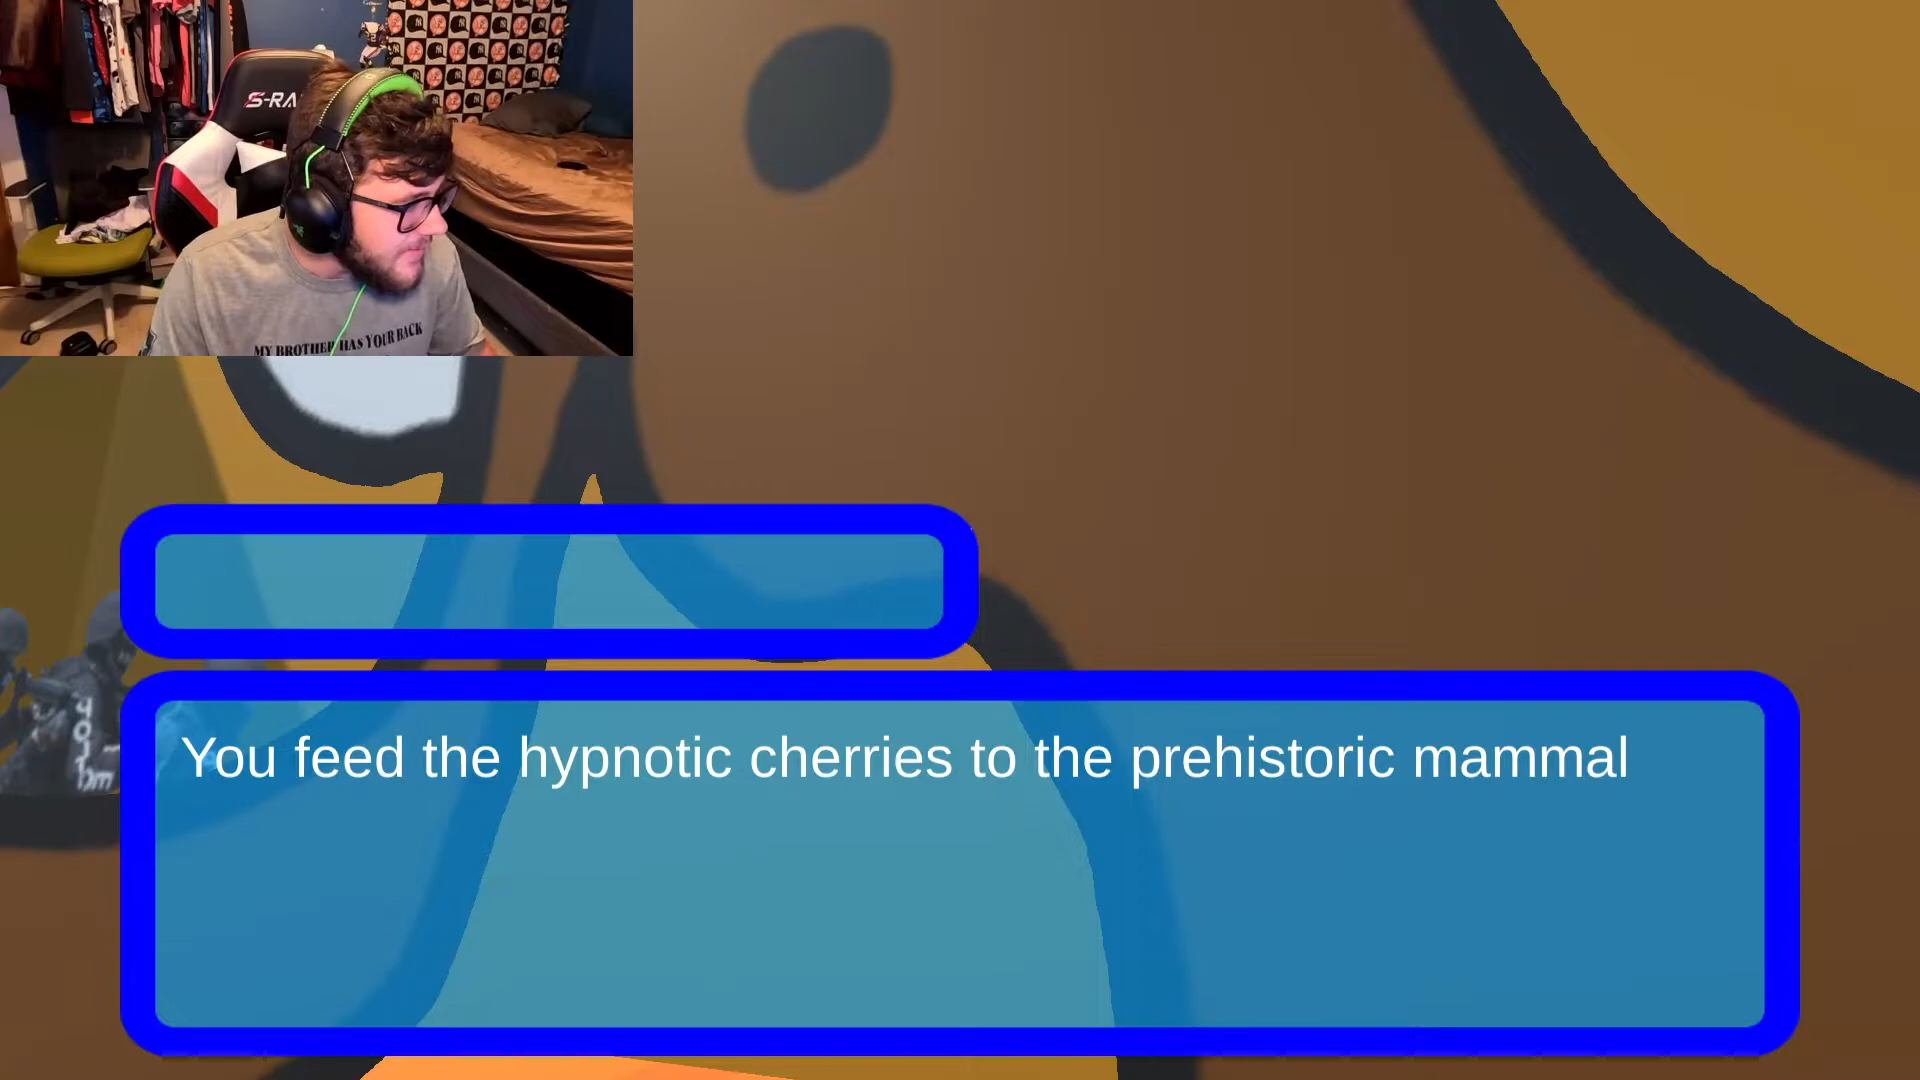 S-RA
MY BROTHER HAS YOUR BACK
You feed the hypnotic cherries to the prehistoric mammal